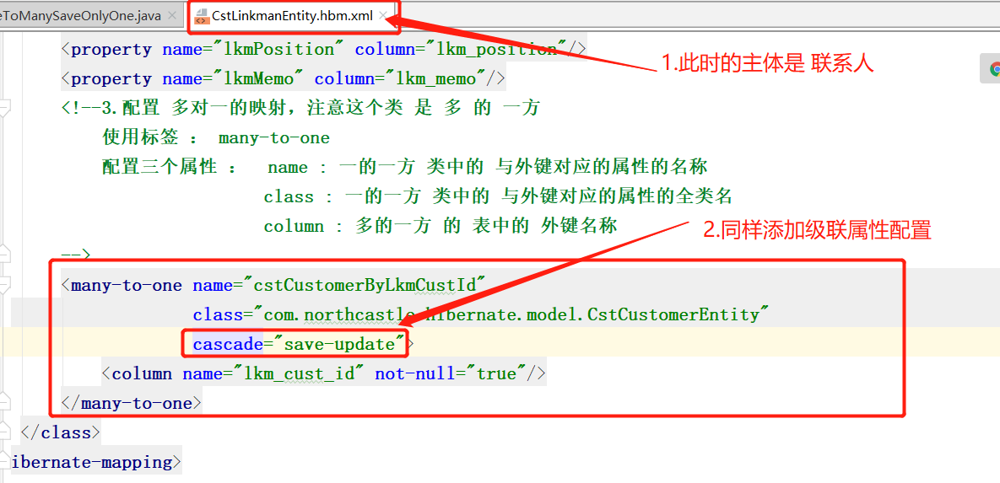 eToManySaveOnlyOne.java
CstLinkmanEntity.hbm.xml
<property name="lkmPosition" column="lkm_position"/>
1.此时的主体是 联系人
<property name="lkmMemo" column="lkm_memo"/>
<!--3.配置 多对一的映射，注意这个类 是 多 的 一方
使用标签 ： many-to-one
配置三个属性 ： name : 一的一方 类中的 与外键对应的属性的名称
class : 一的一方 类中的 与外键对应的属性的全类名
column : 多的一方 的 表中的 外键名称
2.同样添加级联属性配置
-->
<many-to-one name="cstCustomerByLkmCustId"
class="com.northcastle.hibernate.model.CstCustomerEntity"
cascade="save-update">
<column name="lkm_cust_id" not-null="true"/>
</many-to-one>
</class>
ibernate-mapping>